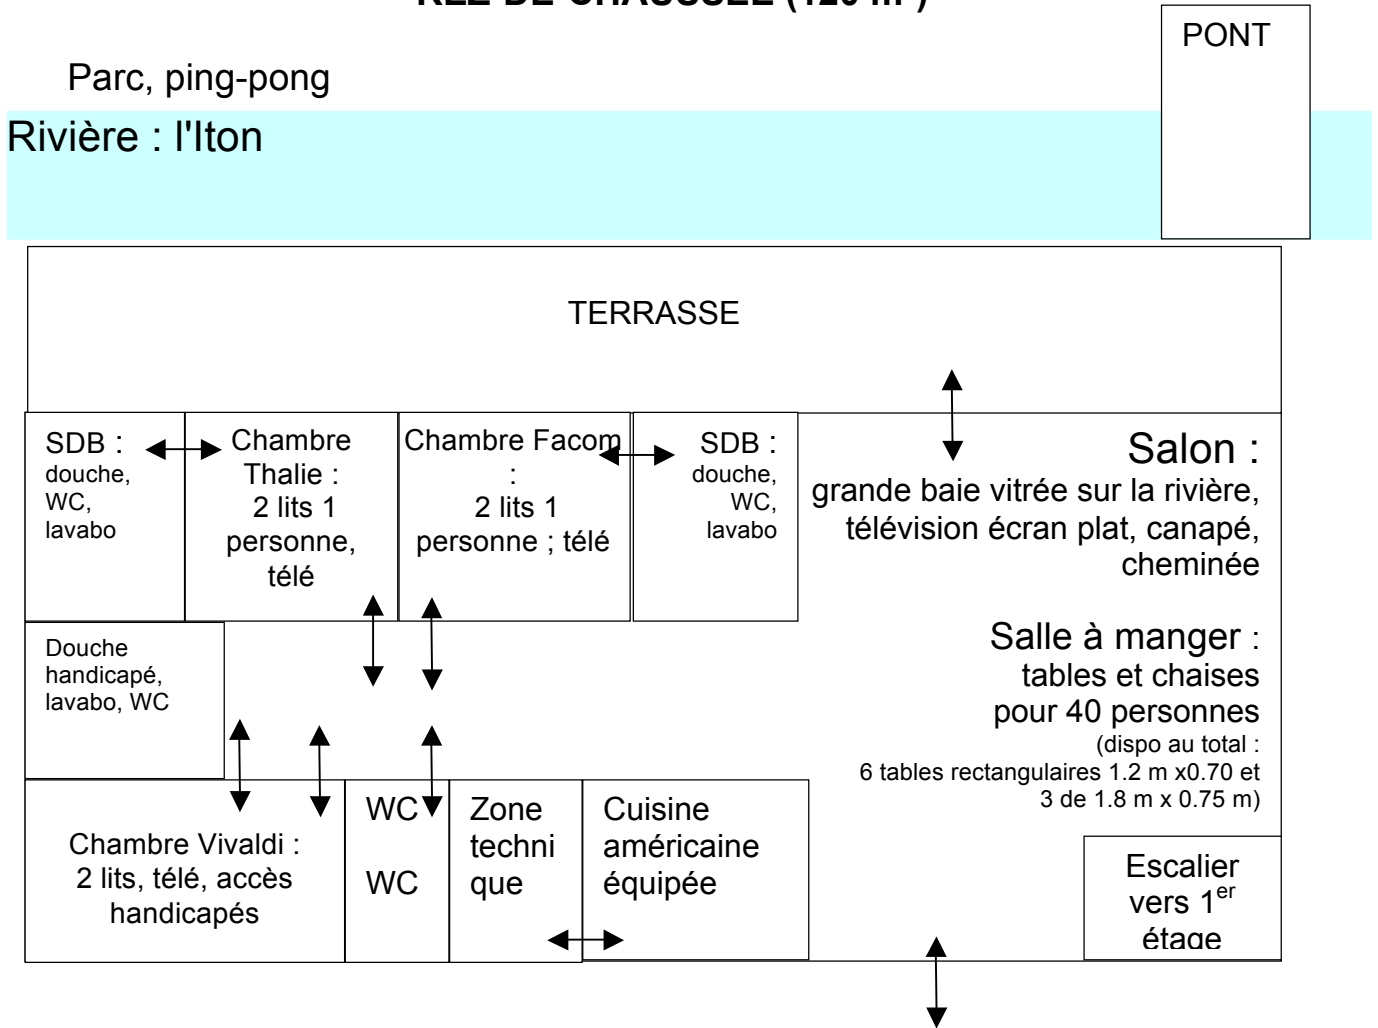 PONT
Parc, ping-pong
Rivière : l'Iton
TERRASSE
SDB :
douche,
WC,
lavabo
Chambre
Thalie :
2 lits 1
personne,
télé
Chambre Facom
:
2 lits 1
personne ; télé
SDB :
douche,
WC,
lavabo
Salon :
grande baie vitrée sur la rivière,
télévision écran plat, canapé,
cheminée
Salle à manger :
tables et chaises
pour 40 personnes
(dispo au total :
6 tables rectangulaires 1.2 m x0.70 et
3 de 1.8 m x 0.75 m)
Douche
handicapé,
lavabo, WC
Chambre Vivaldi :
2 lits, télé, accès
handicapés
WC
WC
Zone
techni
que
Cuisine
américaine
équipée
Escalier
vers 1er
étage